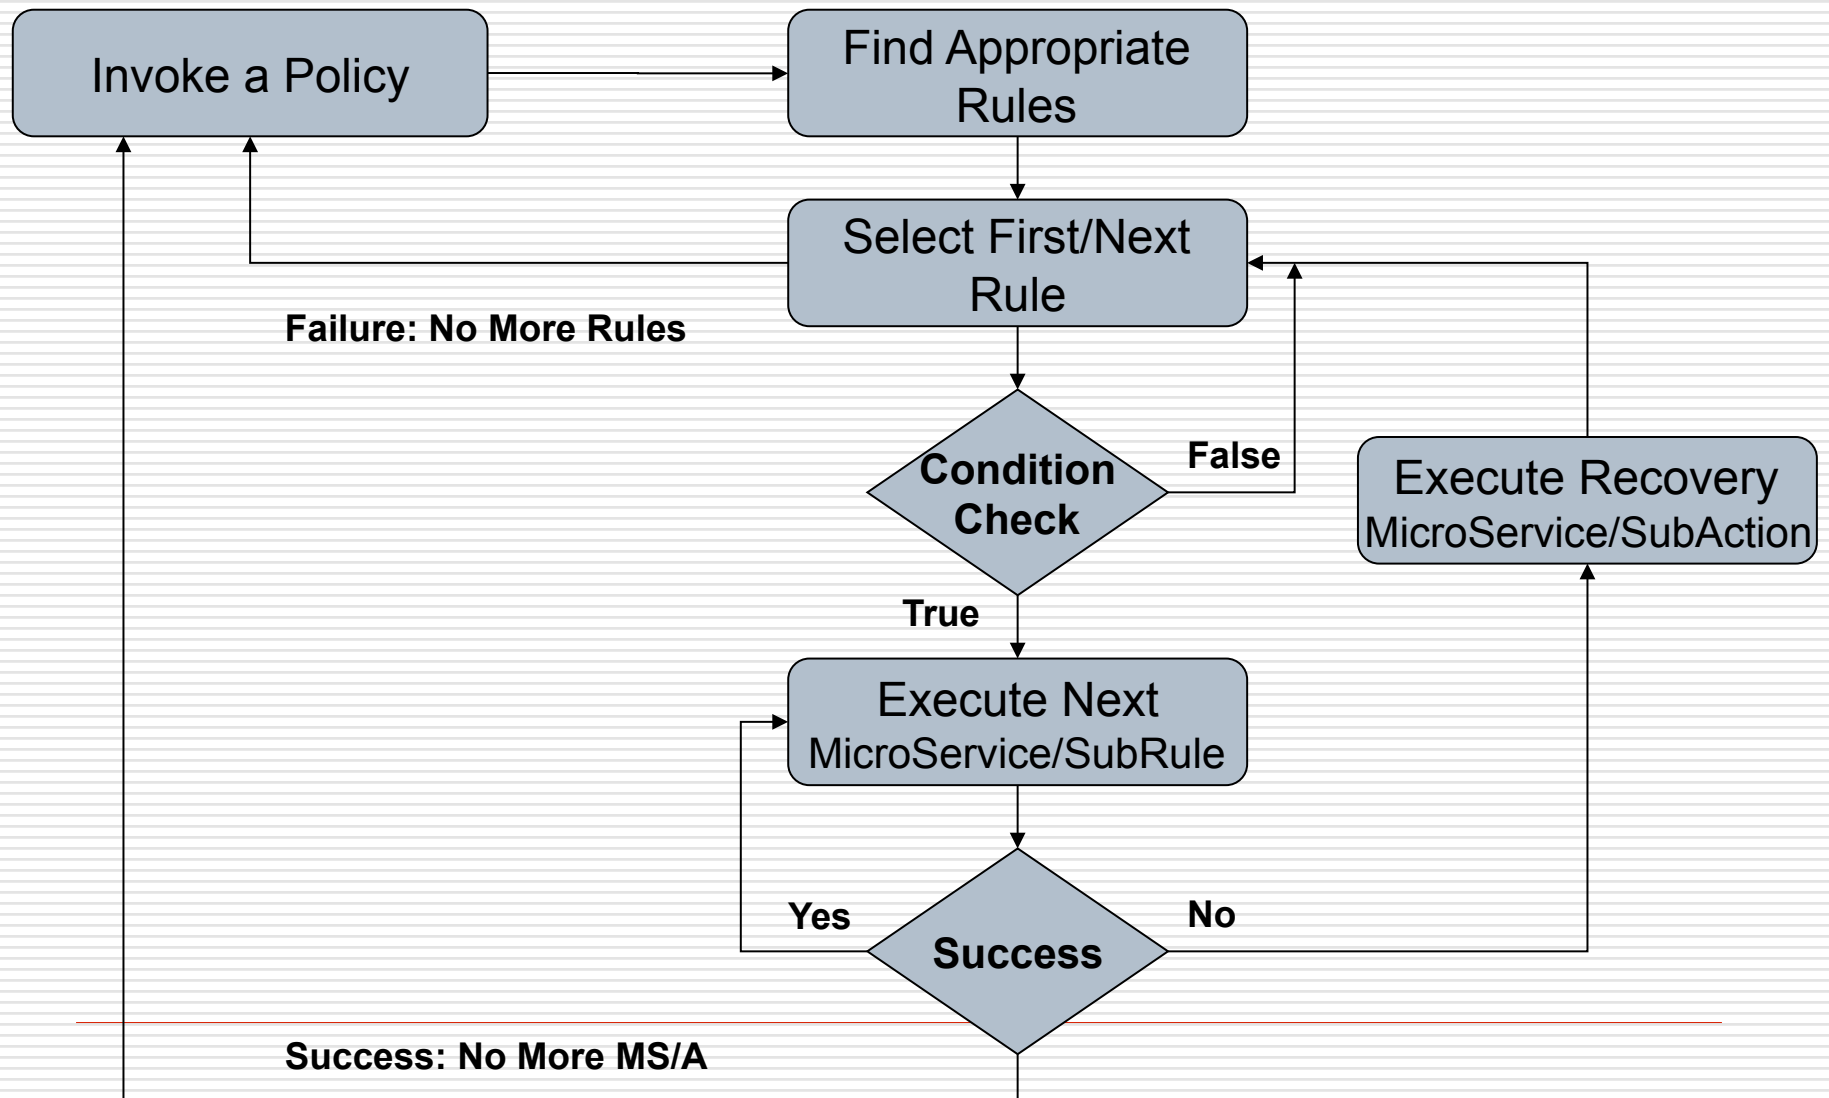 Invoke a Policy
Find Appropriate
Rules
Select First/Next
Rule
Failure: No More Rules
Condition
Check
False
Execute Recovery
MicroService/SubAction
True
Execute Next
MicroService/SubRule
Yes
No
Success
Success: No More MS/A